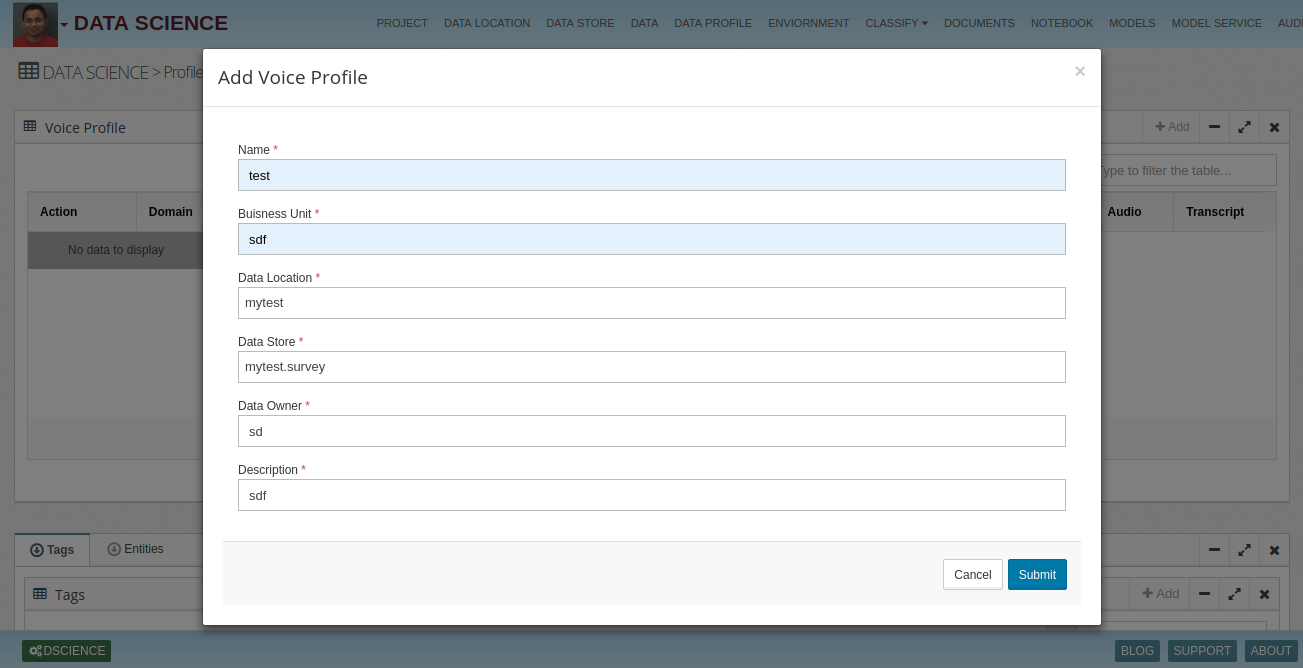 DATA SCIENCE
PROJECT DATA LOCATION DATA STORE DATA DATA PROFILE ENVIORNMENT CLASSIFY DOCUMENTS NOTEBOOK MODELS MODEL SERVICE AUDI
DATA SCIENCE > Profile
Add Voice Profile ×
Voice Profile
Add
Type to filter the table...
Action Domain
Audio Transcript
No data to display
Name *
test
Buisness Unit *
sdf
Data Location *
mytest
Data Store *
mytest.survey
Data Owner *
sd
Description *
sdf
Cancel Submit
Tags Entities
Tags
Add
DSCIENCE
BLOG SUPPORT ABOUT